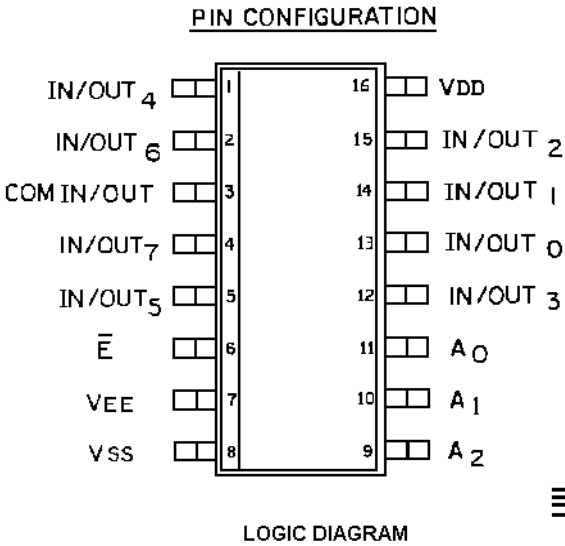 PIN CONFIGURATION
IN/OUT 4 1 16 VDD
IN/OUT 6 2 15 IN/OUT 2
COM IN/OUT 3 14 IN/OUT 1
IN/OUT 7 4 13 IN/OUT 0
IN/OUT 5 5 12 IN/OUT 3
E̅ 6 11 A 0
VEE 7 10 A 1
VSS 8 9 A 2
LOGIC DIAGRAM